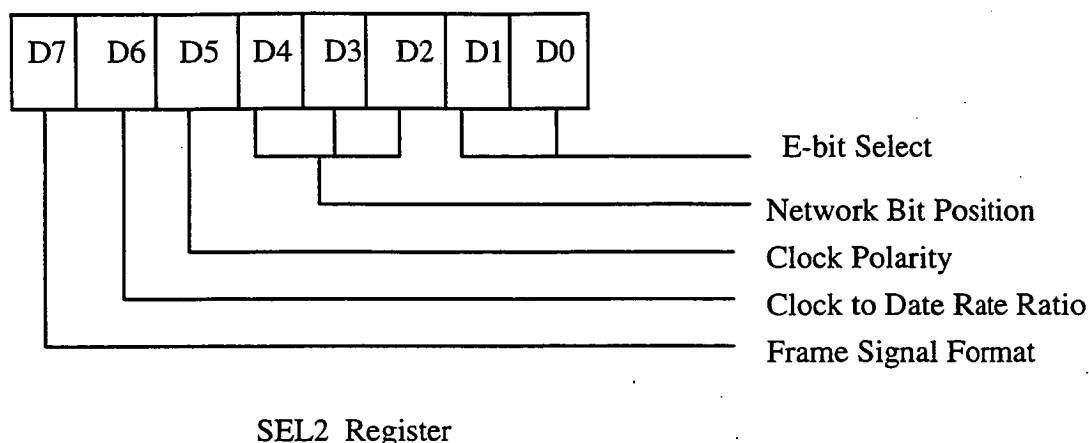 D7 D6 D5 D4 D3 D2 D1 D0
E-bit Select
Network Bit Position
Clock Polarity
Clock to Date Rate Ratio
Frame Signal Format
SEL2 Register